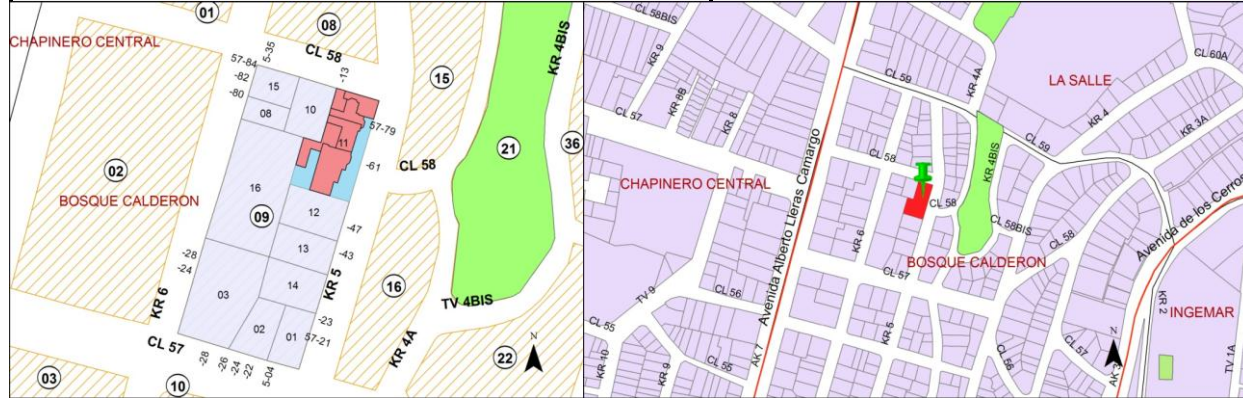 01
08
CHAPINERO CENTRAL
5-35
CL 58
57-84
-82
-80
-13
15
10
08
15
KR 4BIS
57-79
11
-61
CL 58
21
36
02
BOSQUE CALDERON
16
09
12
-47
13
-43
-28
-24
14
KR 5
KR 6
03
16
TV 4BIS
-23
02
01
57-21
CL 57
-28
-26
-24
-22
5-04
KR 4A
N
22
03
10
CL 58BIS
KR 9
KR 8B
KR 8
CL 57
CL 59
KR 4A
LA SALLE
CL 60A
KR 4
KR 3A
CL 59
CL 58
KR 4BIS
CHAPINERO CENTRAL
Avenida Alberto Lleras Camargo
CL 58
CL 58BIS
CL 58
Avenida de los Cerros
KR 6
BOSQUE CALDERON
CL 57
TV 9
CL 56
KR 5
KR 2
INGEMAR
CL 55
KR 10
KR 9
CL 55
AK 7
CL 56
CL 57
N
AK 3
TV 1A